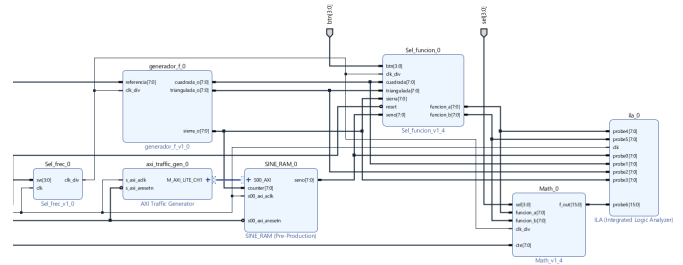 btn[3:0]
sel[3:0]
generador_f_0
referencia[7:0]
clk_div
cuadrada_o[7:0]
triangulada_o[7:0]
sierra_o[7:0]
generador_f_v1_0
Sel_funcion_0
btn[3:0]
clk_div
cuadrada[7:0]
triangulada[7:0]
sierra[7:0]
reset
seno[7:0]
funcion_a[7:0]
funcion_b[7:0]
Sel_funcion_v1_4
ila_0
probe4[7:0]
probe5[7:0]
clk
probe0[7:0]
probe1[7:0]
probe2[7:0]
probe3[7:0]
probe6[15:0]
ILA (Integrated Logic Analyzer)
Sel_frec_0
sw[3:0]
clk
clk_div
Sel_frec_v1_0
axi_traffic_gen_0
s_axi_aclk
s_axi_aresetn
M_AXI_LITE_CH1
AXI Traffic Generator
SINE_RAM_0
S00_AXI
counter[7:0]
s00_axi_aclk
s00_axi_aresetn
seno[7:0]
SINE_RAM (Pre-Production)
Math_0
sel[3:0]
funcion_a[7:0]
funcion_b[7:0]
clk_div
cte[7:0]
f_out[15:0]
Math_v1_4